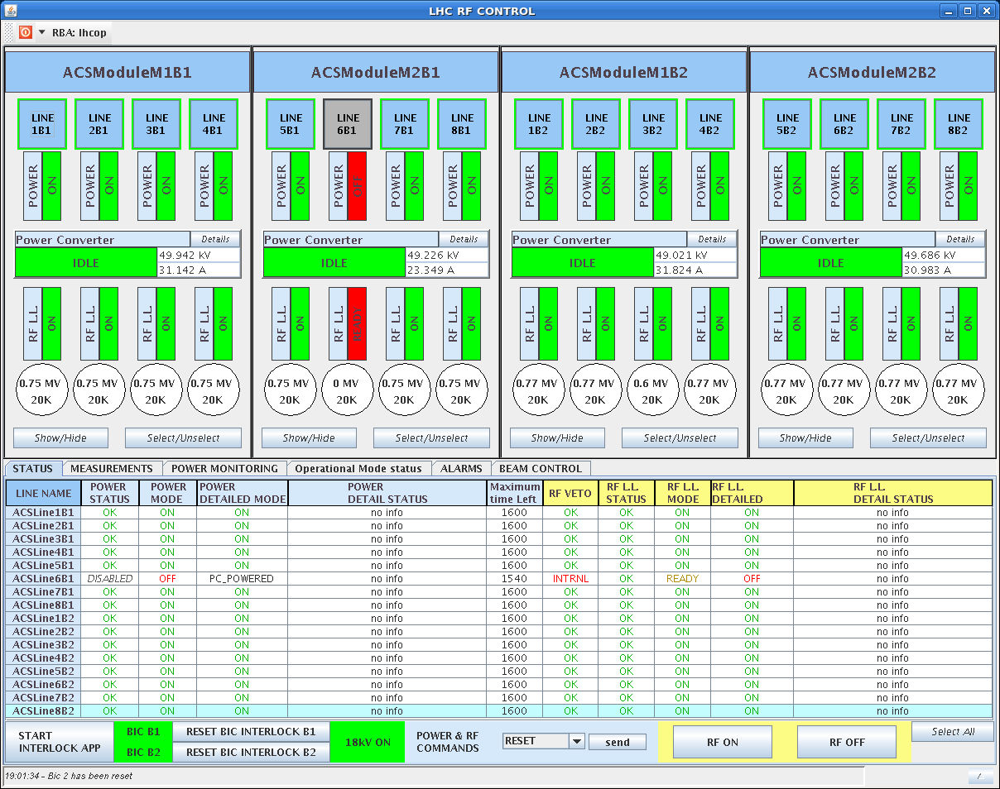 LHC RF CONTROL
RBA: lhcop
ACSModuleM1B1 ACSModuleM2B1 ACSModuleM1B2 ACSModuleM2B2
LINE LINE LINE LINE LINE LINE LINE LINE LINE LINE LINE LINE LINE LINE LINE LINE
1B1 2B1 3B1 4B1 5B1 6B1 7B1 8B1 1B2 2B2 3B2 4B2 5B2 6B2 7B2 8B2
POWER ON POWER ON POWER ON POWER ON POWER ON POWER IDLE POWER ON POWER ON POWER ON POWER ON POWER ON POWER ON POWER ON POWER ON POWER ON POWER ON
Power Converter Details Power Converter Details Power Converter Details Power Converter Details
IDLE 49.942 kV IDLE 49.226 kV IDLE 49.021 kV IDLE 49.686 kV
31.142 A 23.349 A 31.824 A 30.983 A
RF L.L. ON RF L.L. ON RF L.L. ON RF L.L. ON RF L.L. ON RF L.L. READY RF L.L. ON RF L.L. ON RF L.L. ON RF L.L. ON RF L.L. ON RF L.L. ON RF L.L. ON RF L.L. ON RF L.L. ON RF L.L. ON
0.75 MV 0.75 MV 0.75 MV 0.75 MV 0.75 MV 0 MV 0.75 MV 0.75 MV 0.77 MV 0.77 MV 0.6 MV 0.77 MV 0.77 MV 0.77 MV 0.77 MV 0.77 MV
20K 20K 20K 20K 20K 20K 20K 20K 20K 20K 20K 20K 20K 20K 20K 20K
Show/Hide Select/Unselect Show/Hide Select/Unselect Show/Hide Select/Unselect Show/Hide Select/Unselect
STATUS MEASUREMENTS POWER MONITORING Operational Mode status ALARMS BEAM CONTROL
LINE NAME POWER STATUS POWER MODE POWER DETAILED MODE POWER DETAIL STATUS Maximum time Left RF VETO RF L.L. STATUS RF L.L. MODE RF L.L. DETAILED RF L.L. DETAIL STATUS
ACSLine1B1 OK ON ON no info 1600 OK OK ON ON no info
ACSLine2B1 OK ON ON no info 1600 OK OK ON ON no info
ACSLine3B1 OK ON ON no info 1600 OK OK ON ON no info
ACSLine4B1 OK ON ON no info 1600 OK OK ON ON no info
ACSLine5B1 OK ON ON no info 1600 OK OK ON ON no info
ACSLine6B1 DISABLED OFF PC_POWERED no info 1540 INTRNL OK READY OFF no info
ACSLine7B1 OK ON ON no info 1600 OK OK ON ON no info
ACSLine8B1 OK ON ON no info 1600 OK OK ON ON no info
ACSLine1B2 OK ON ON no info 1600 OK OK ON ON no info
ACSLine2B2 OK ON ON no info 1600 OK OK ON ON no info
ACSLine3B2 OK ON ON no info 1600 OK OK ON ON no info
ACSLine4B2 OK ON ON no info 1600 OK OK ON ON no info
ACSLine5B2 OK ON ON no info 1600 OK OK ON ON no info
ACSLine6B2 OK ON ON no info 1600 OK OK ON ON no info
ACSLine7B2 OK ON ON no info 1600 OK OK ON ON no info
ACSLine8B2 OK ON ON no info 1600 OK OK ON ON no info
START INTERLOCK APP
BIC B1 RESET BIC INTERLOCK B1
BIC B2 RESET BIC INTERLOCK B2
18kV ON
POWER & RF COMMANDS
RESET send RF ON RF OFF Select All
19:01:34 - Bic 2 has been reset